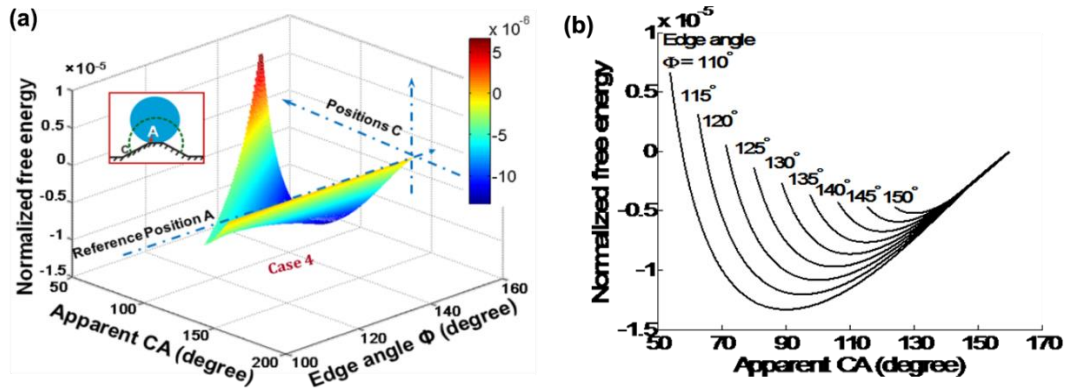 (a)
Normalized free energy
×10⁻⁵
1
0.5
0
-0.5
-1
-1.5
50
100
150
200
Apparent CA (degree)
100
120
140
160
Edge angle Φ (degree)
A
C
Positions C
Reference Position A
Case 4
x 10⁻⁶
5
0
-5
-10
(b)
Normalized free energy
x 10⁻⁵
1
0.5
0
−0.5
−1
−1.5
Edge angle
Φ = 110°
115°
120°
125°
130°
135°
140°
145°
150°
50
70
90
110
130
150
170
Apparent CA (degree)